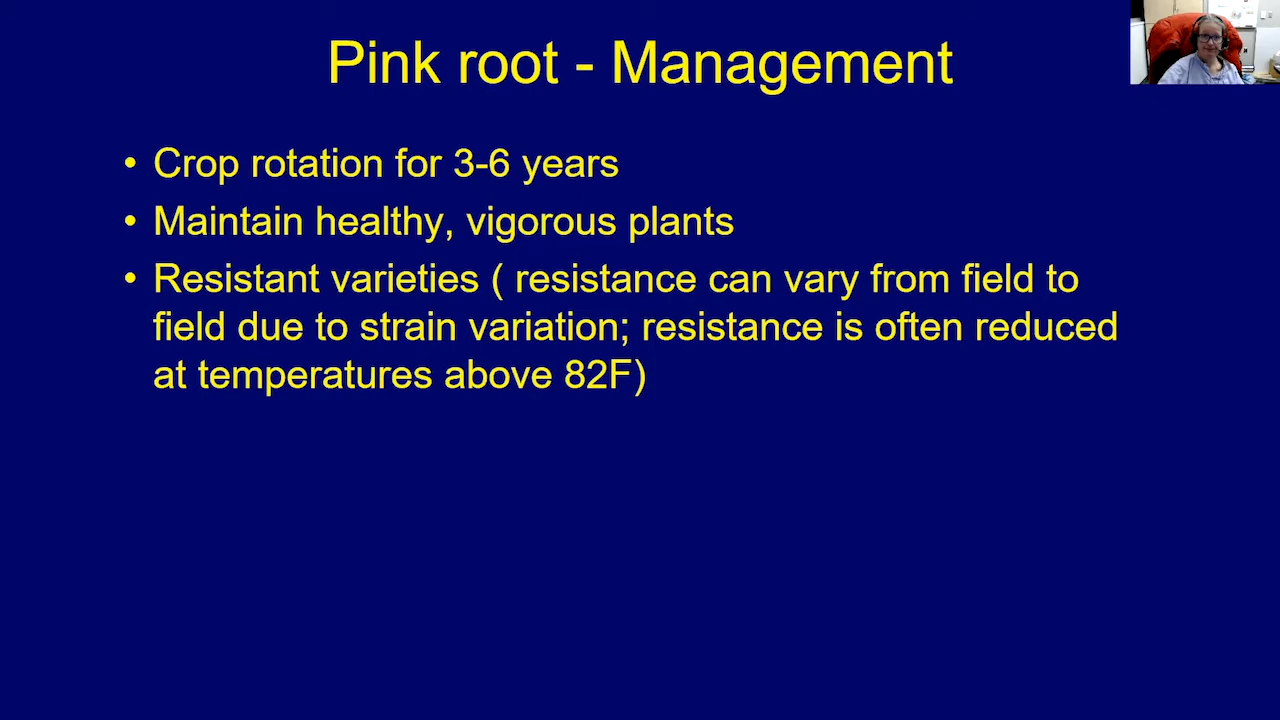 Pink root - Management
• Crop rotation for 3-6 years
• Maintain healthy, vigorous plants
• Resistant varieties ( resistance can vary from field to
field due to strain variation; resistance is often reduced
at temperatures above 82F)